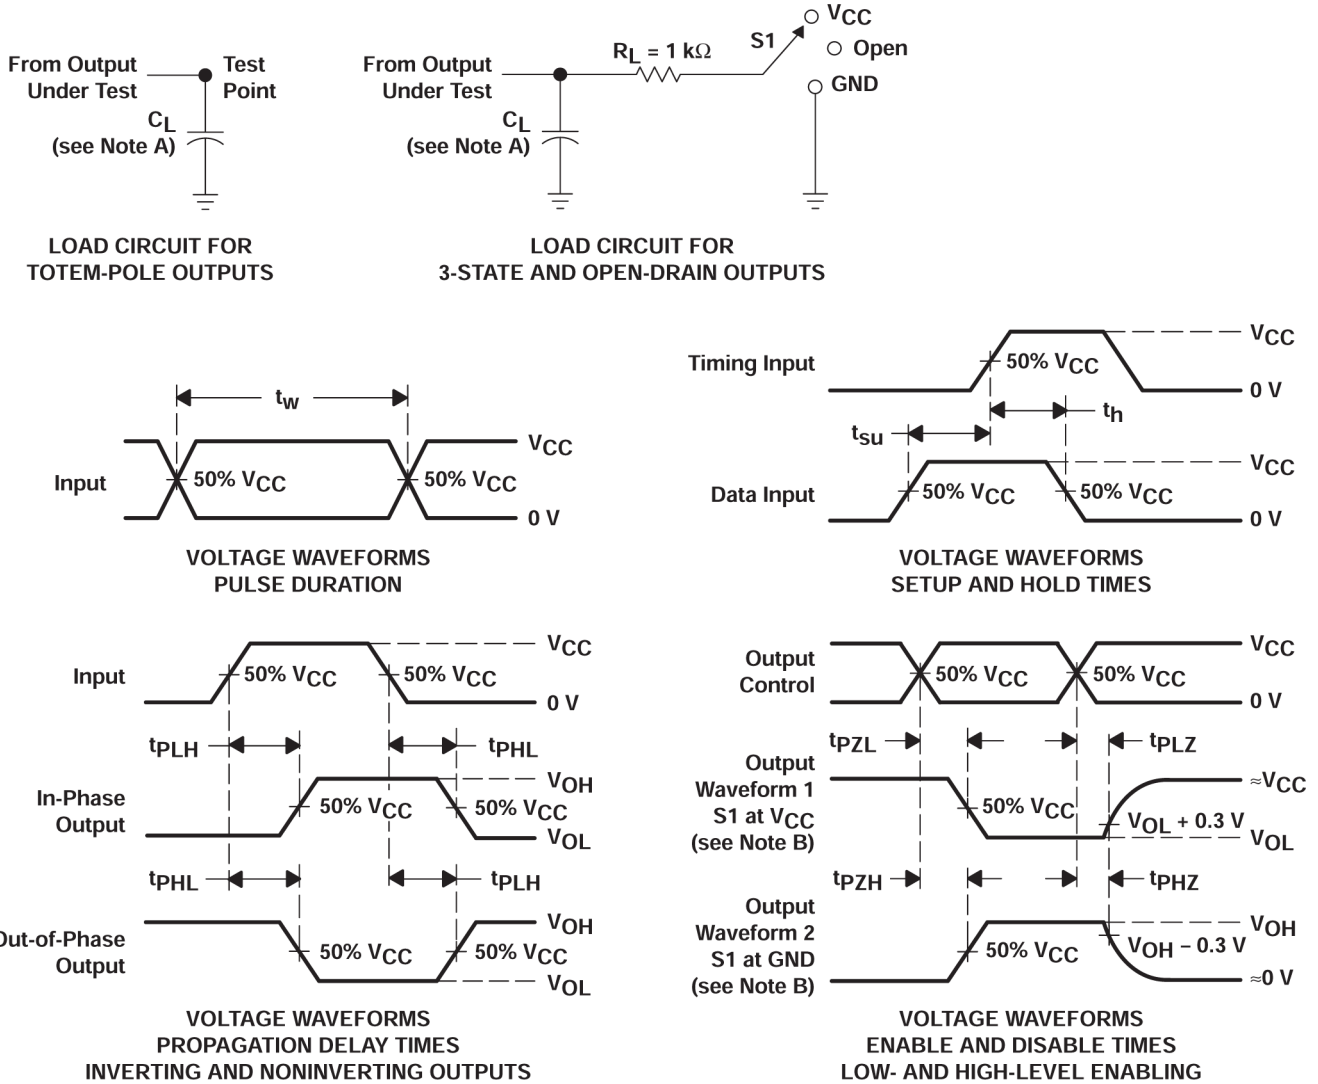 From Output
Under Test
Test
Point
CL
(see Note A)
LOAD CIRCUIT FOR
TOTEM-POLE OUTPUTS
From Output
Under Test
RL = 1 kΩ
S1
VCC
Open
GND
CL
(see Note A)
LOAD CIRCUIT FOR
3-STATE AND OPEN-DRAIN OUTPUTS
tw
Input
50% VCC
50% VCC
VCC
0 V
VOLTAGE WAVEFORMS
PULSE DURATION
Timing Input
50% VCC
VCC
0 V
th
tsu
Data Input
50% VCC
50% VCC
VCC
0 V
VOLTAGE WAVEFORMS
SETUP AND HOLD TIMES
Input
50% VCC
50% VCC
VCC
0 V
tPLH
tPHL
In-Phase
Output
50% VCC
50% VCC
VOH
VOL
tPHL
tPLH
Out-of-Phase
Output
50% VCC
50% VCC
VOH
VOL
VOLTAGE WAVEFORMS
PROPAGATION DELAY TIMES
INVERTING AND NONINVERTING OUTPUTS
Output
Control
50% VCC
50% VCC
VCC
0 V
tPZL
tPLZ
Output
Waveform 1
S1 at VCC
(see Note B)
50% VCC
VOL + 0.3 V
≈VCC
VOL
tPZH
tPHZ
Output
Waveform 2
S1 at GND
(see Note B)
50% VCC
VOH − 0.3 V
VOH
≈0 V
VOLTAGE WAVEFORMS
ENABLE AND DISABLE TIMES
LOW- AND HIGH-LEVEL ENABLING